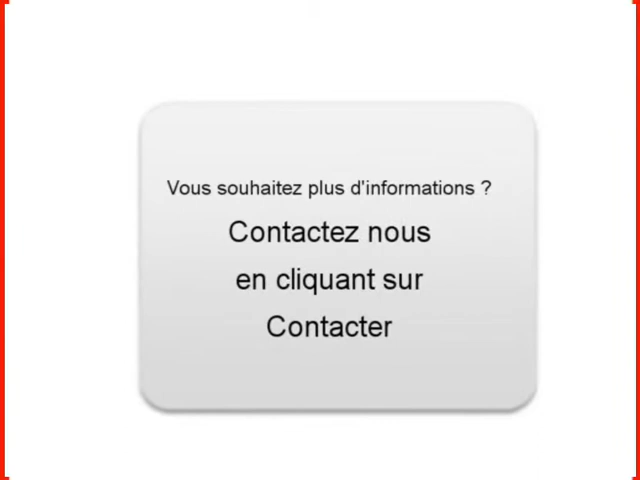 Vous souhaitez plus d'informations ?
Contactez nous
en cliquant sur
Contacter